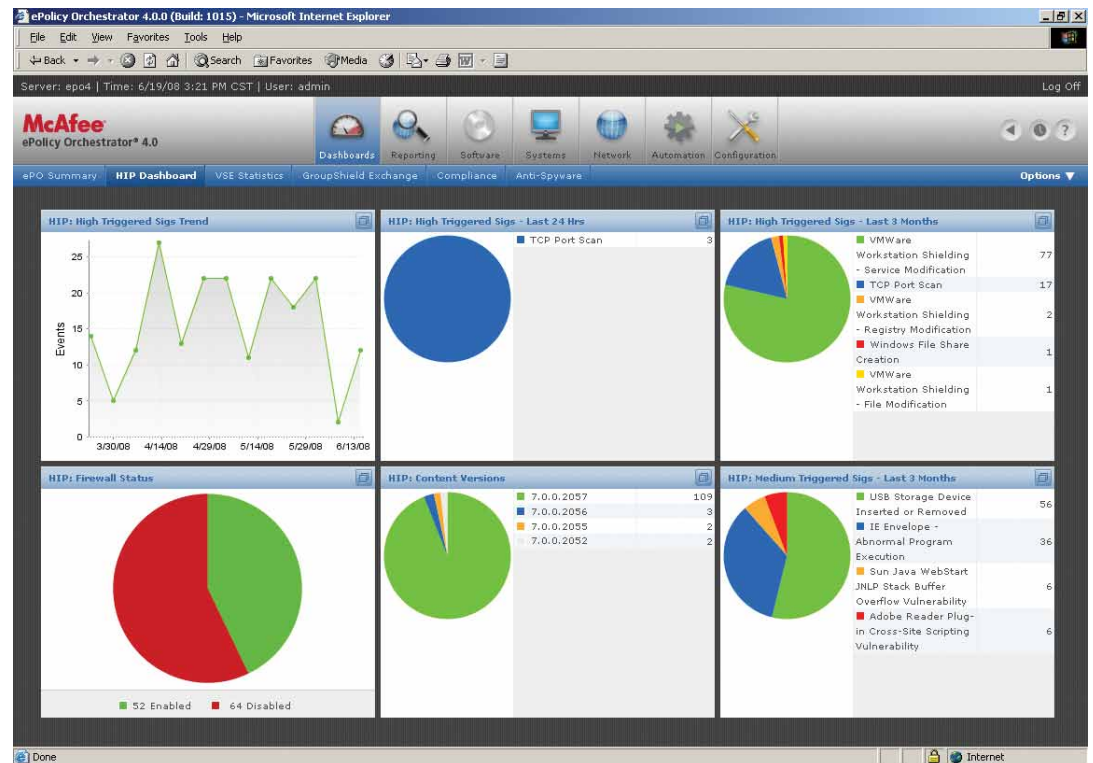 ePolicy Orchestrator 4.0.0 (Build: 1015) - Microsoft Internet Explorer
File Edit View Favorites Tools Help
Back Search Favorites Media
Server: epo4 | Time: 6/19/08 3:21 PM CST | User: admin Log Off
McAfee
ePolicy Orchestrator® 4.0
Dashboards Reporting Software Systems Network Automation Configuration
ePO Summary HIP Dashboard VSE Statistics GroupShield Exchange Compliance Anti-Spyware Options
HIP: High Triggered Sigs Trend
Events
25
20
15
10
5
0
3/30/08 4/14/08 4/29/08 5/14/08 5/29/08 6/13/08
HIP: High Triggered Sigs - Last 24 Hrs
TCP Port Scan 3
HIP: High Triggered Sigs - Last 3 Months
VMWare
Workstation Shielding 77
- Service Modification
TCP Port Scan 17
VMWare
Workstation Shielding 2
- Registry Modification
Windows File Share 1
Creation
VMWare
Workstation Shielding 1
- File Modification
HIP: Firewall Status
52 Enabled 64 Disabled
HIP: Content Versions
7.0.0.2057 109
7.0.0.2056 3
7.0.0.2055 2
7.0.0.2052 2
HIP: Medium Triggered Sigs - Last 3 Months
USB Storage Device 56
Inserted or Removed
IE Envelope -
Abnormal Program 36
Execution
Sun Java WebStart
JNLP Stack Buffer 6
Overflow Vulnerability
Adobe Reader Plug-
in Cross-Site Scripting 6
Vulnerability
Done Internet